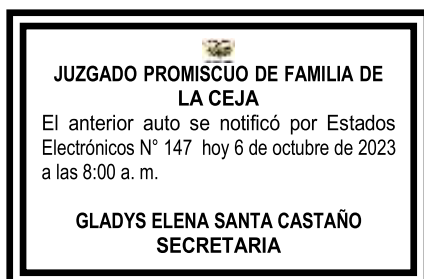 JUZGADO PROMISCUO DE FAMILIA DE
LA CEJA
El anterior auto se notificó por Estados
Electrónicos N° 147 hoy 6 de octubre de 2023
a las 8:00 a. m.
GLADYS ELENA SANTA CASTAÑO
SECRETARIA